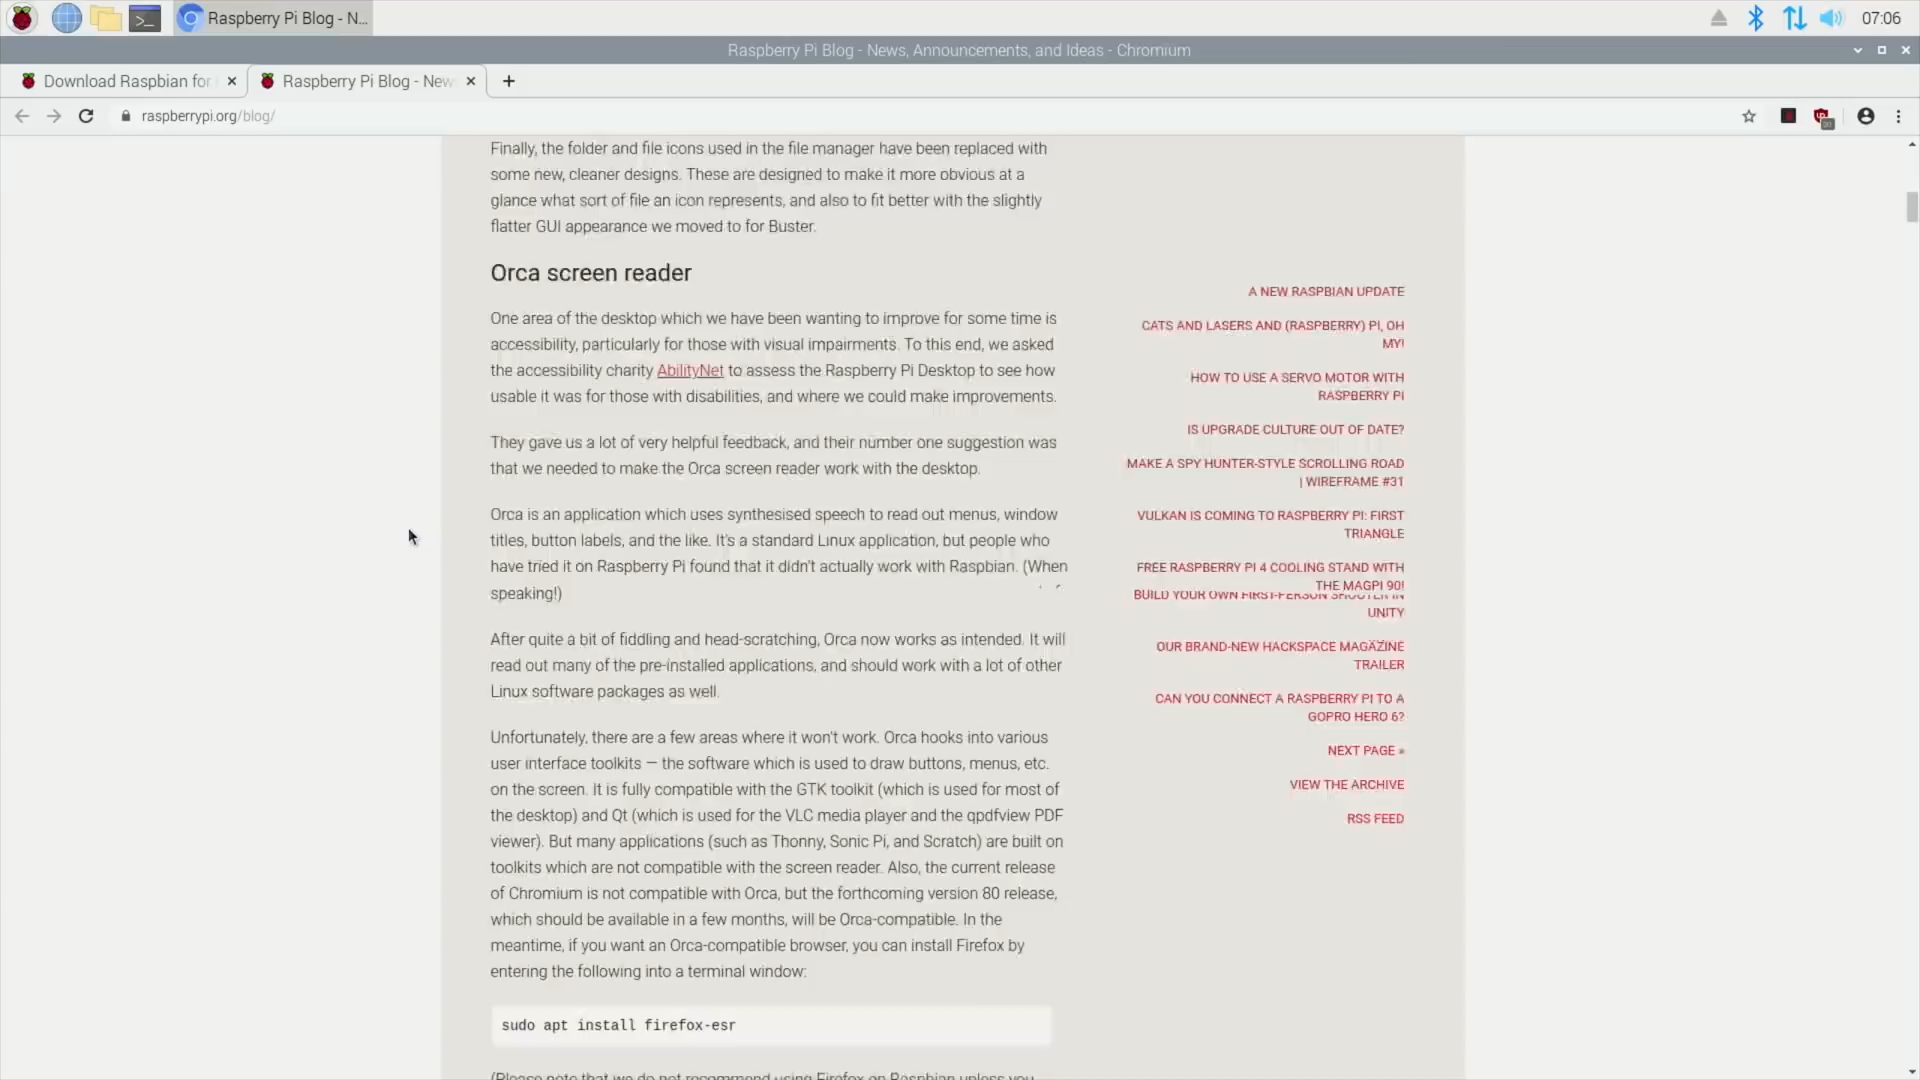 Raspberry Pi Blog - N...
07:06
Raspberry Pi Blog - News, Announcements, and Ideas - Chromium
Download Raspbian for
Raspberry Pi Blog - New
raspberrypi.org/blog/
Finally, the folder and file icons used in the file manager have been replaced with
some new, cleaner designs. These are designed to make it more obvious at a
glance what sort of file an icon represents, and also to fit better with the slightly
flatter GUI appearance we moved to for Buster.
Orca screen reader
One area of the desktop which we have been wanting to improve for some time is
accessibility, particularly for those with visual impairments. To this end, we asked
the accessibility charity AbilityNet to assess the Raspberry Pi Desktop to see how
usable it was for those with disabilities, and where we could make improvements.
They gave us a lot of very helpful feedback, and their number one suggestion was
that we needed to make the Orca screen reader work with the desktop.
Orca is an application which uses synthesised speech to read out menus, window
titles, button labels, and the like. It's a standard Linux application, but people who
have tried it on Raspberry Pi found that it didn't actually work with Raspbian. (When
speaking!)
After quite a bit of fiddling and head-scratching, Orca now works as intended. It will
read out many of the pre-installed applications, and should work with a lot of other
Linux software packages as well.
Unfortunately, there are a few areas where it won't work. Orca hooks into various
user interface toolkits — the software which is used to draw buttons, menus, etc.
on the screen. It is fully compatible with the GTK toolkit (which is used for most of
the desktop) and Qt (which is used for the VLC media player and the qpdfview PDF
viewer). But many applications (such as Thonny, Sonic Pi, and Scratch) are built on
toolkits which are not compatible with the screen reader. Also, the current release
of Chromium is not compatible with Orca, but the forthcoming version 80 release,
which should be available in a few months, will be Orca-compatible. In the
meantime, if you want an Orca-compatible browser, you can install Firefox by
entering the following into a terminal window:
sudo apt install firefox-esr
(Please note that we do not recommend using Firefox on Raspbian unless you
A NEW RASPBIAN UPDATE
CATS AND LASERS AND (RASPBERRY) PI, OH
MY!
HOW TO USE A SERVO MOTOR WITH
RASPBERRY PI
IS UPGRADE CULTURE OUT OF DATE?
MAKE A SPY HUNTER-STYLE SCROLLING ROAD
| WIREFRAME #31
VULKAN IS COMING TO RASPBERRY PI: FIRST
TRIANGLE
FREE RASPBERRY PI 4 COOLING STAND WITH
THE MAGPI 90!
BUILD YOUR OWN FIRST-PERSON SHOOTER IN
UNITY
OUR BRAND-NEW HACKSPACE MAGAZINE
TRAILER
CAN YOU CONNECT A RASPBERRY PI TO A
GOPRO HERO 6?
NEXT PAGE »
VIEW THE ARCHIVE
RSS FEED